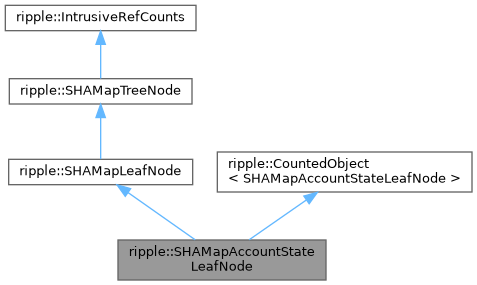 ripple::IntrusiveRefCounts
ripple::SHAMapTreeNode
ripple::SHAMapLeafNode
ripple::CountedObject
< SHAMapAccountStateLeafNode >
ripple::SHAMapAccountState
LeafNode